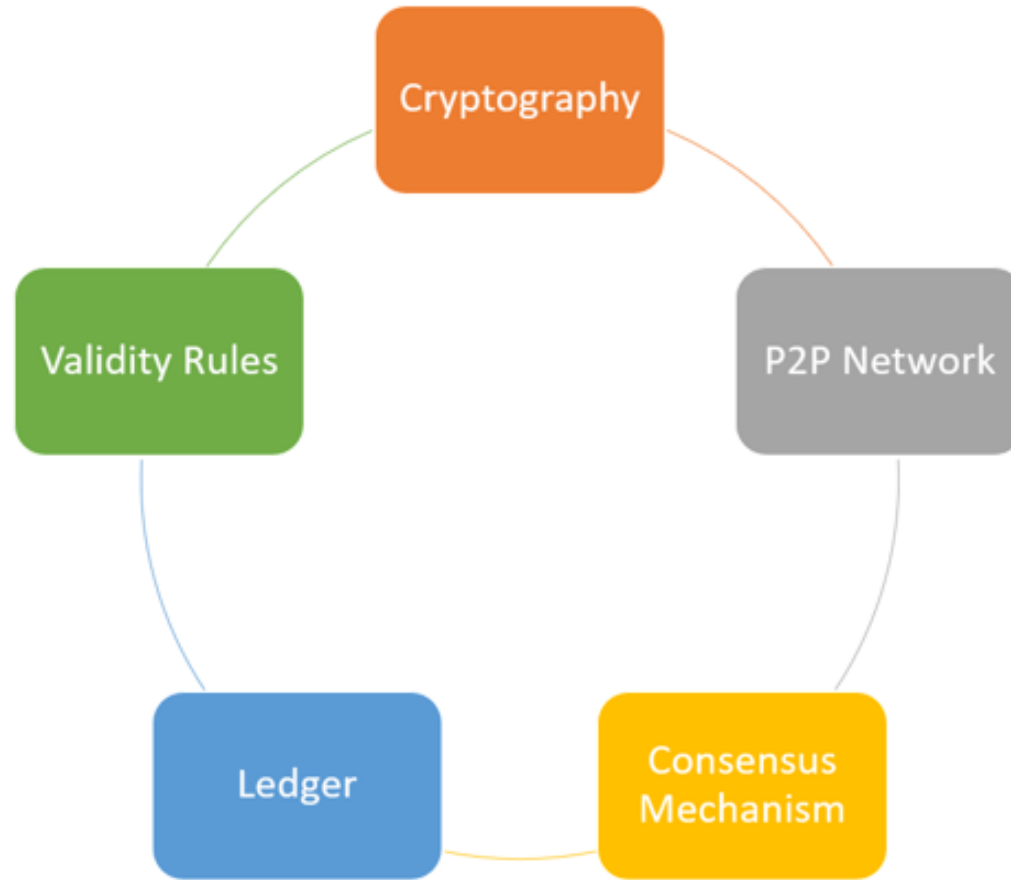 Cryptography
Validity Rules
P2P Network
Ledger
Consensus
Mechanism